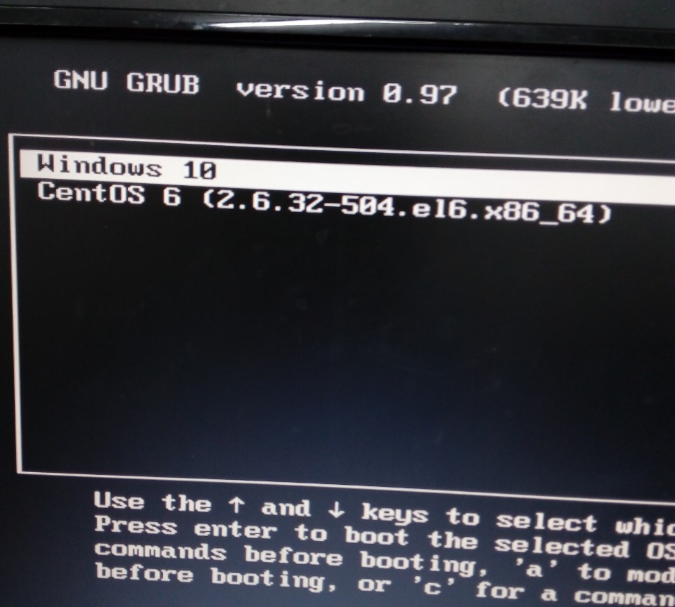 GNU GRUB version 0.97 (639K lowe
Windows 10
CentOS 6 (2.6.32-504.el6.x86_64)
Use the ↑ and ↓ keys to select whic
Press enter to boot the selected OS
commands before booting, 'a' to mod
before booting, or 'c' for a comman